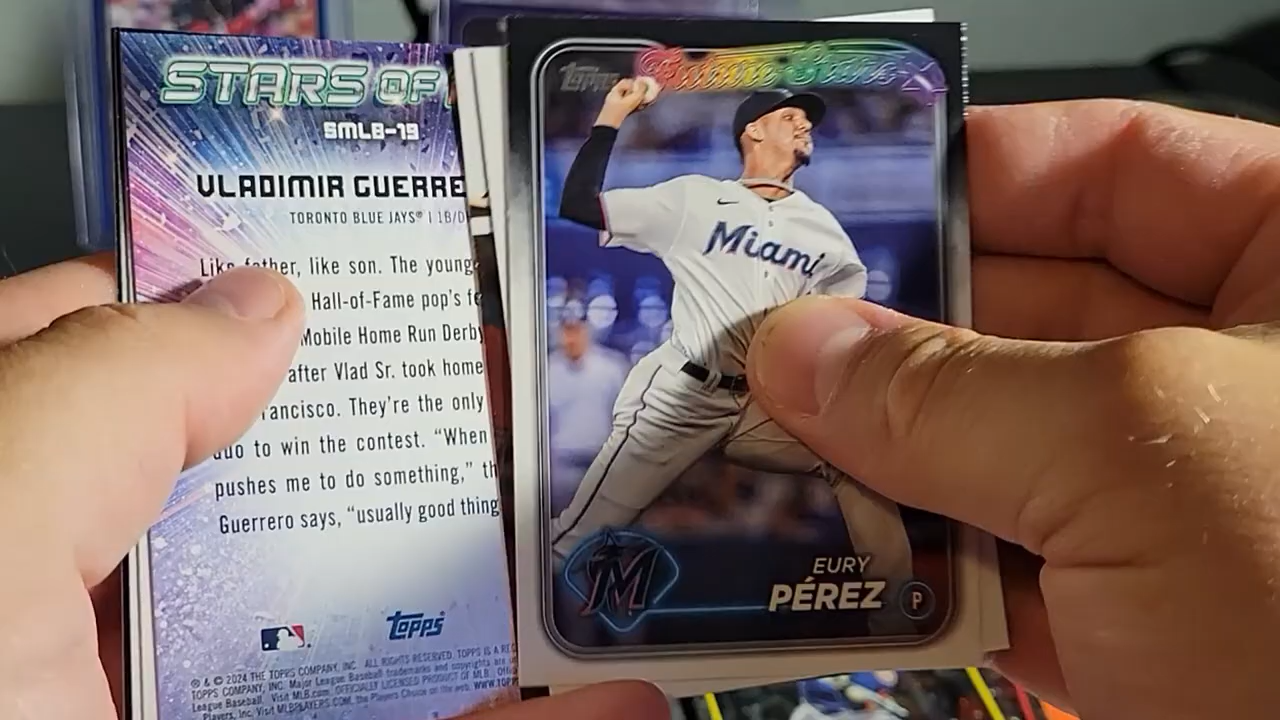 STARS OF
SMLB-19
VLADIMIR GUERRE
TORONTO BLUE JAYS® | 1B/D
Like father, like son. The young
Hall-of-Fame pop's fe
Mobile Home Run Derby
after Vlad Sr. took home
ancisco. They're the only
duo to win the contest. “When
pushes me to do something,” th
Guerrero says, “usually good thing
Topps
® & © 2024 THE TOPPS COMPANY, INC. ALL RIGHTS RESERVED. TOPPS IS A REG
TOPPS COMPANY, INC. Major League Baseball trademarks and copyrights are u
League Baseball. Visit MLB.com. OFFICIALLY LICENSED PRODUCT OF MLB
Players, Inc. Visit MLBPLAYERS.COM, the Players Choice on the web. WWW.TOPP
Topps
Future Stars
Miami
M
EURY
PÉREZ
P